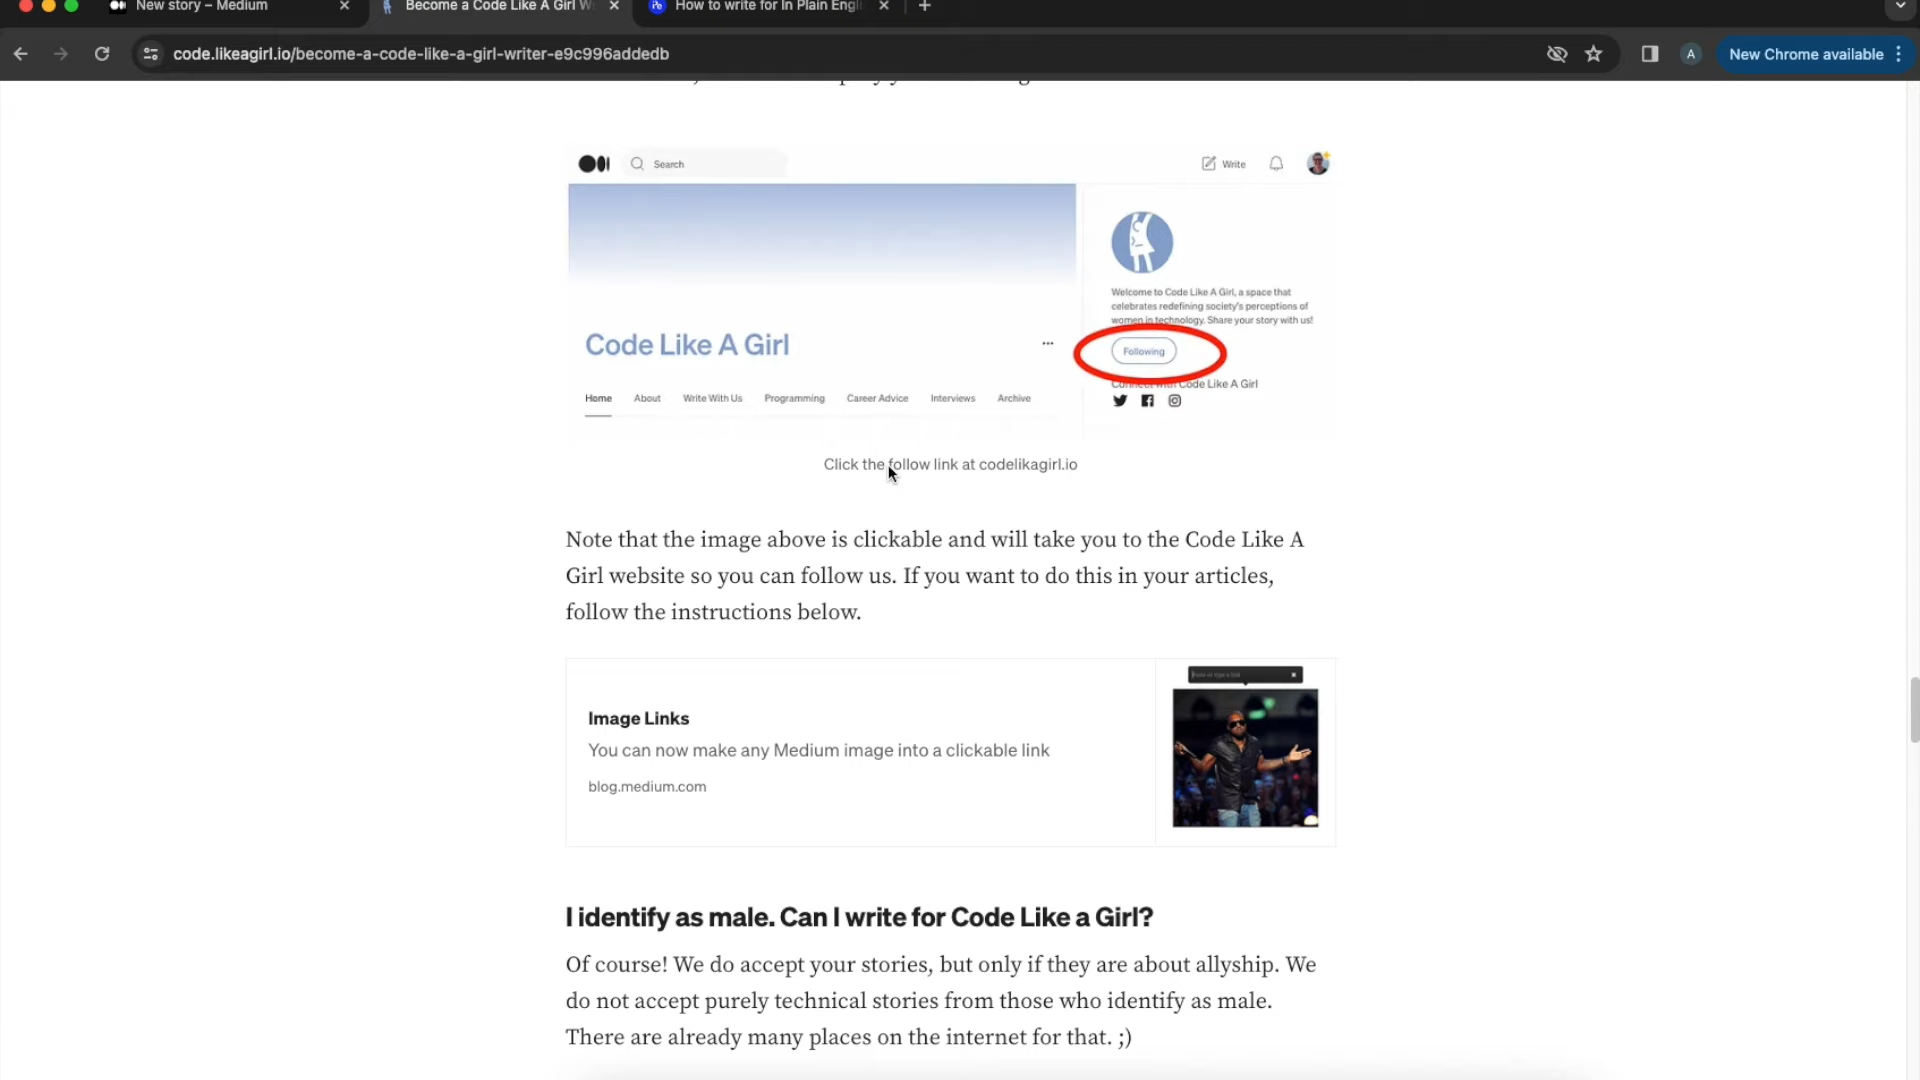 New story – Medium
Become a Code Like A Girl W
How to write for In Plain Engl
code.likeagirl.io/become-a-code-like-a-girl-writer-e9c996addedb
A
New Chrome available
Search
Write
Welcome to Code Like A Girl, a space that
celebrates redefining society's perceptions of
women in technology. Share your story with us!
Code Like A Girl
Following
Connect with Code Like A Girl
Home About Write With Us Programming Career Advice Interviews Archive
Click the follow link at codelikagirl.io
Note that the image above is clickable and will take you to the Code Like A
Girl website so you can follow us. If you want to do this in your articles,
follow the instructions below.
Image Links
You can now make any Medium image into a clickable link
blog.medium.com
I identify as male. Can I write for Code Like a Girl?
Of course! We do accept your stories, but only if they are about allyship. We
do not accept purely technical stories from those who identify as male.
There are already many places on the internet for that. ;)